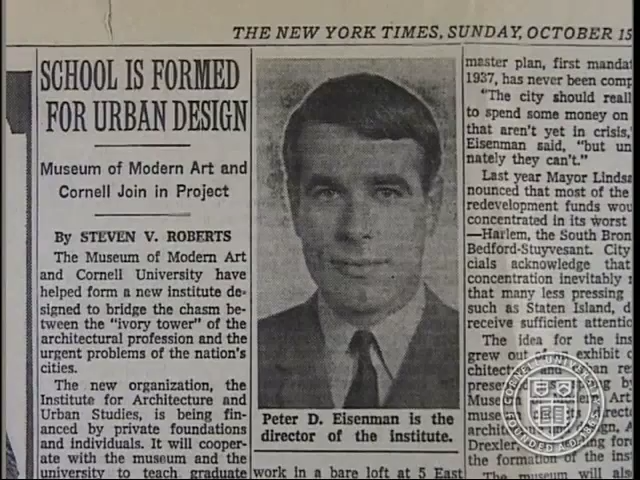 THE NEW YORK TIMES, SUNDAY, OCTOBER 15
SCHOOL IS FORMED
FOR URBAN DESIGN
Museum of Modern Art and
Cornell Join in Project
By STEVEN V. ROBERTS
The Museum of Modern Art
and Cornell University have
helped form a new institute de-
signed to bridge the chasm be-
tween the "ivory tower" of the
architectural profession and the
urgent problems of the nation's
cities.
The new organization, the
Institute for Architecture and
Urban Studies, is being fin-
anced by private foundations
and individuals. It will cooper-
ate with the museum and the
university to teach graduate
Peter D. Eisenman is the
director of the institute.
work in a bare loft at 5 East
master plan, first manda
1937, has never been comp
"The city should reall
to spend some money on
that aren't yet in crisis,
Eisenman said, "but un
nately they can't."
Last year Mayor Lindsa
nounced that most of the
redevelopment funds wou
concentrated in its worst
—Harlem, the South Bron
Bedford-Stuyvesant. City
cials acknowledge that
concentration inevitably
that many less pressing
such as Staten Island, d
receive sufficient attentio
The idea for the ins
grew out exhibit
Drexler,
the formation of the ins
The museum will also
CORNELL UNIVERSITY
FOUNDED A.D. 1865